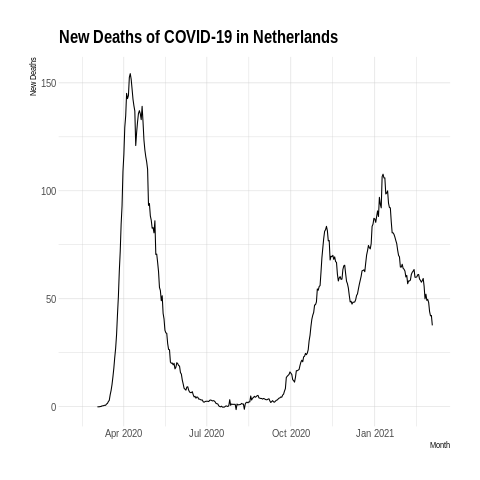 New Deaths of COVID-19 in Netherlands
New Deaths
150
100
50
0
Apr 2020 Jul 2020 Oct 2020 Jan 2021
Month